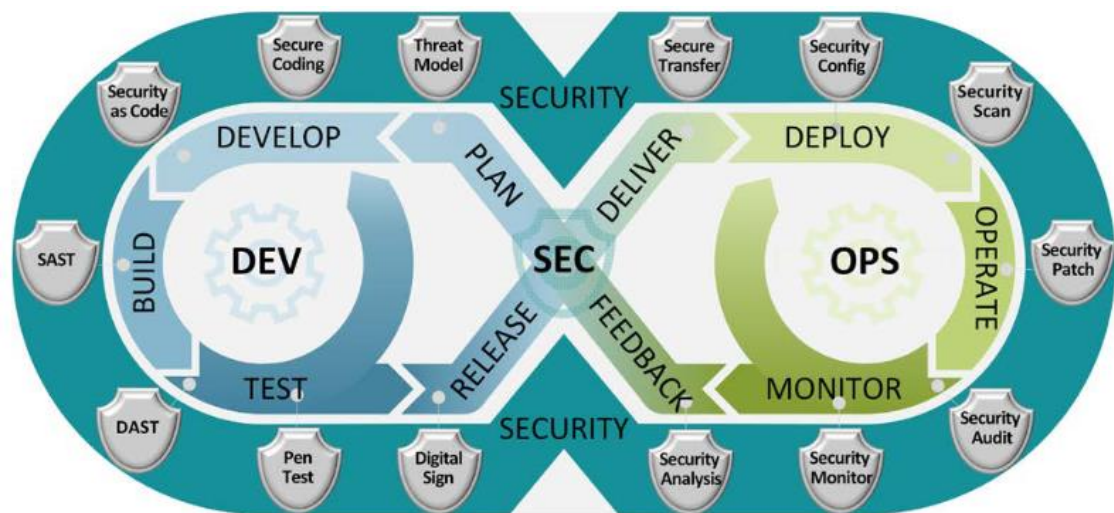 Secure
Coding
Threat
Model
Secure
Transfer
Security
Config
Security
as Code
SECURITY
Security
Scan
DEVELOP
PLAN
DELIVER
DEPLOY
SAST
BUILD
DEV
SEC
OPS
OPERATE
Security
Patch
TEST
RELEASE
FEEDBACK
MONITOR
DAST
Pen
Test
Digital
Sign
SECURITY
Security
Analysis
Security
Monitor
Security
Audit